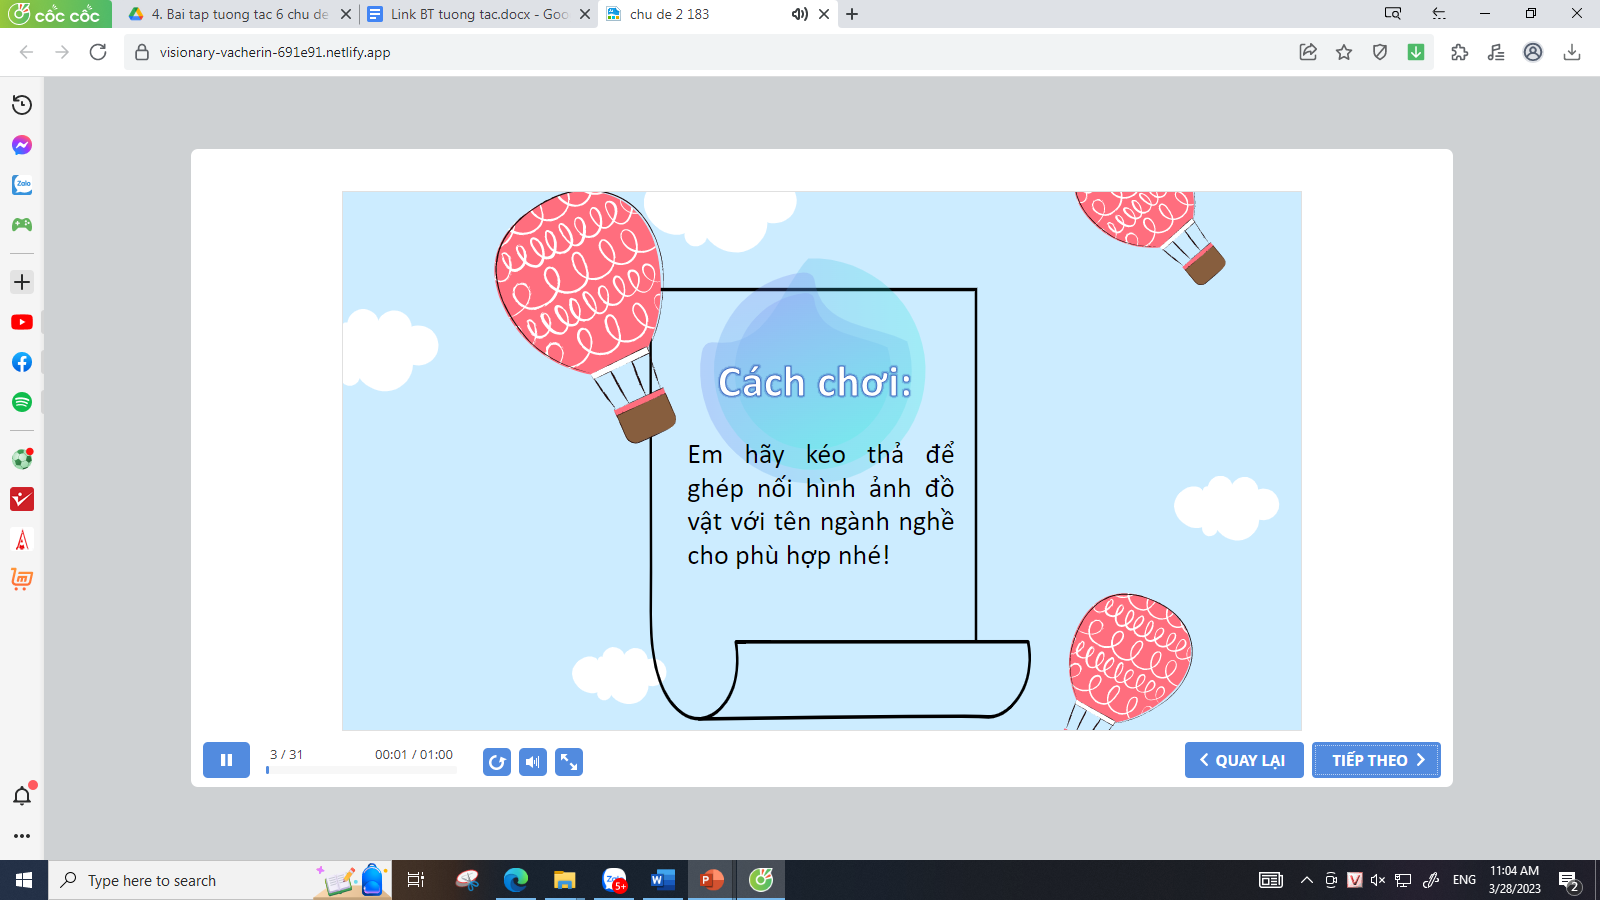 cốc cốc
4. Bai tap tuong tac 6 chu de
Link BT tuong tac.docx - Goo
chu de 2 183
visionary-vacherin-691e91.netlify.app
Zalo
Cách chơi:
Em hãy kéo thả để
ghép nối hình ảnh đồ
vật với tên ngành nghề
cho phù hợp nhé!
3 / 31
00:01 / 01:00
QUAY LẠI
TIẾP THEO
Type here to search
5+
ENG
11:04 AM
3/28/2023
2